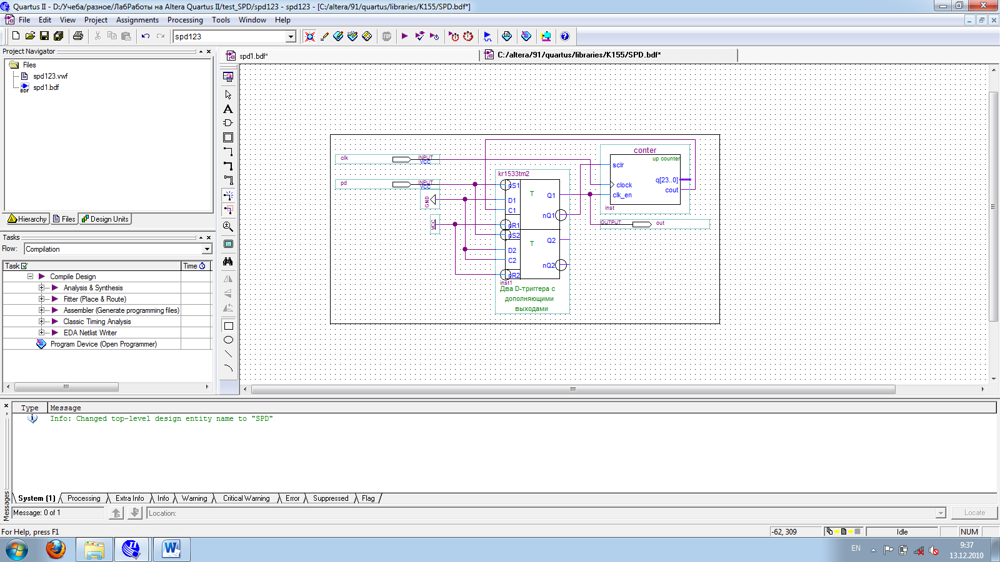 Quartus II - D:/Учеба/разное/ЛабРаботы на Altera Quartus II/test_SPD/spd123 - spd123 - [C:/altera/91/quartus/libraries/K155/SPD.bdf*]
File Edit View Project Assignments Processing Tools Window Help
spd123
Project Navigator
Files
spd123.vwf
spd1.bdf
Hierarchy Files Design Units
Tasks
Flow: Compilation
Task Time
Compile Design
Analysis & Synthesis
Fitter (Place & Route)
Assembler (Generate programming files)
Classic Timing Analysis
EDA Netlist Writer
Program Device (Open Programmer)
spd1.bdf*
C:/altera/91/quartus/libraries/K155/SPD.bdf*
clk INPUT VCC
pd INPUT VCC
GND
VCC
kr1533tm2
nS1
D1
C1
nR1
nS2
D2
C2
nR2
T
T
Q1
nQ1
Q2
nQ2
inst1
Два D-триггера с
дополняющими
выходами
conter
up counter
sclr
clock
clk_en
q[23..0]
cout
inst
OUTPUT out
Type Message
Info: Changed top-level design entity name to "SPD"
System (1) Processing Extra Info Info Warning Critical Warning Error Suppressed Flag
Messages
Message: 0 of 1 Location: Locate
For Help, press F1 -62, 309 Idle NUM
EN 9:37
13.12.2010